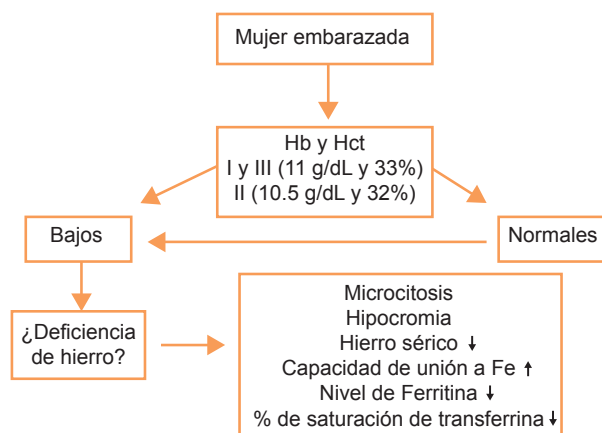 Mujer embarazada
Hb y Hct
I y III (11 g/dL y 33%)
II (10.5 g/dL y 32%)
Bajos
Normales
¿Deficiencia
de hierro?
Microcitosis
Hipocromia
Hierro sérico ↓
Capacidad de unión a Fe ↑
Nivel de Ferritina ↓
% de saturación de transferrina ↓